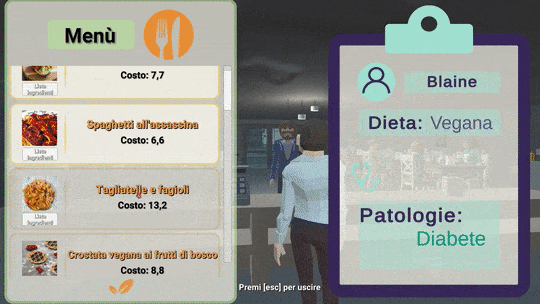 Menù
Costo: 7,7
Lista
Ingredienti
Spaghetti all'assassina
Costo: 6,6
Lista
Ingredienti
Tagliatelle e fagioli
Costo: 13,2
Lista
Ingredienti
Crostata vegana ai frutti di bosco
Costo: 8,8
Premi [esc] per uscire
Blaine
Dieta: Vegana
Patologie:
Diabete